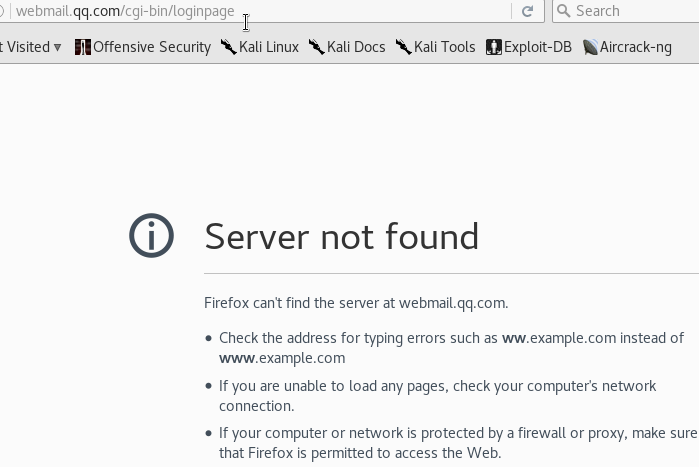 webmail.qq.com/cgi-bin/loginpage
Search
t Visited
Offensive Security
Kali Linux
Kali Docs
Kali Tools
Exploit-DB
Aircrack-ng
Server not found
Firefox can't find the server at webmail.qq.com.
• Check the address for typing errors such as ww.example.com instead of
www.example.com
• If you are unable to load any pages, check your computer's network
connection.
• If your computer or network is protected by a firewall or proxy, make sure
that Firefox is permitted to access the Web.